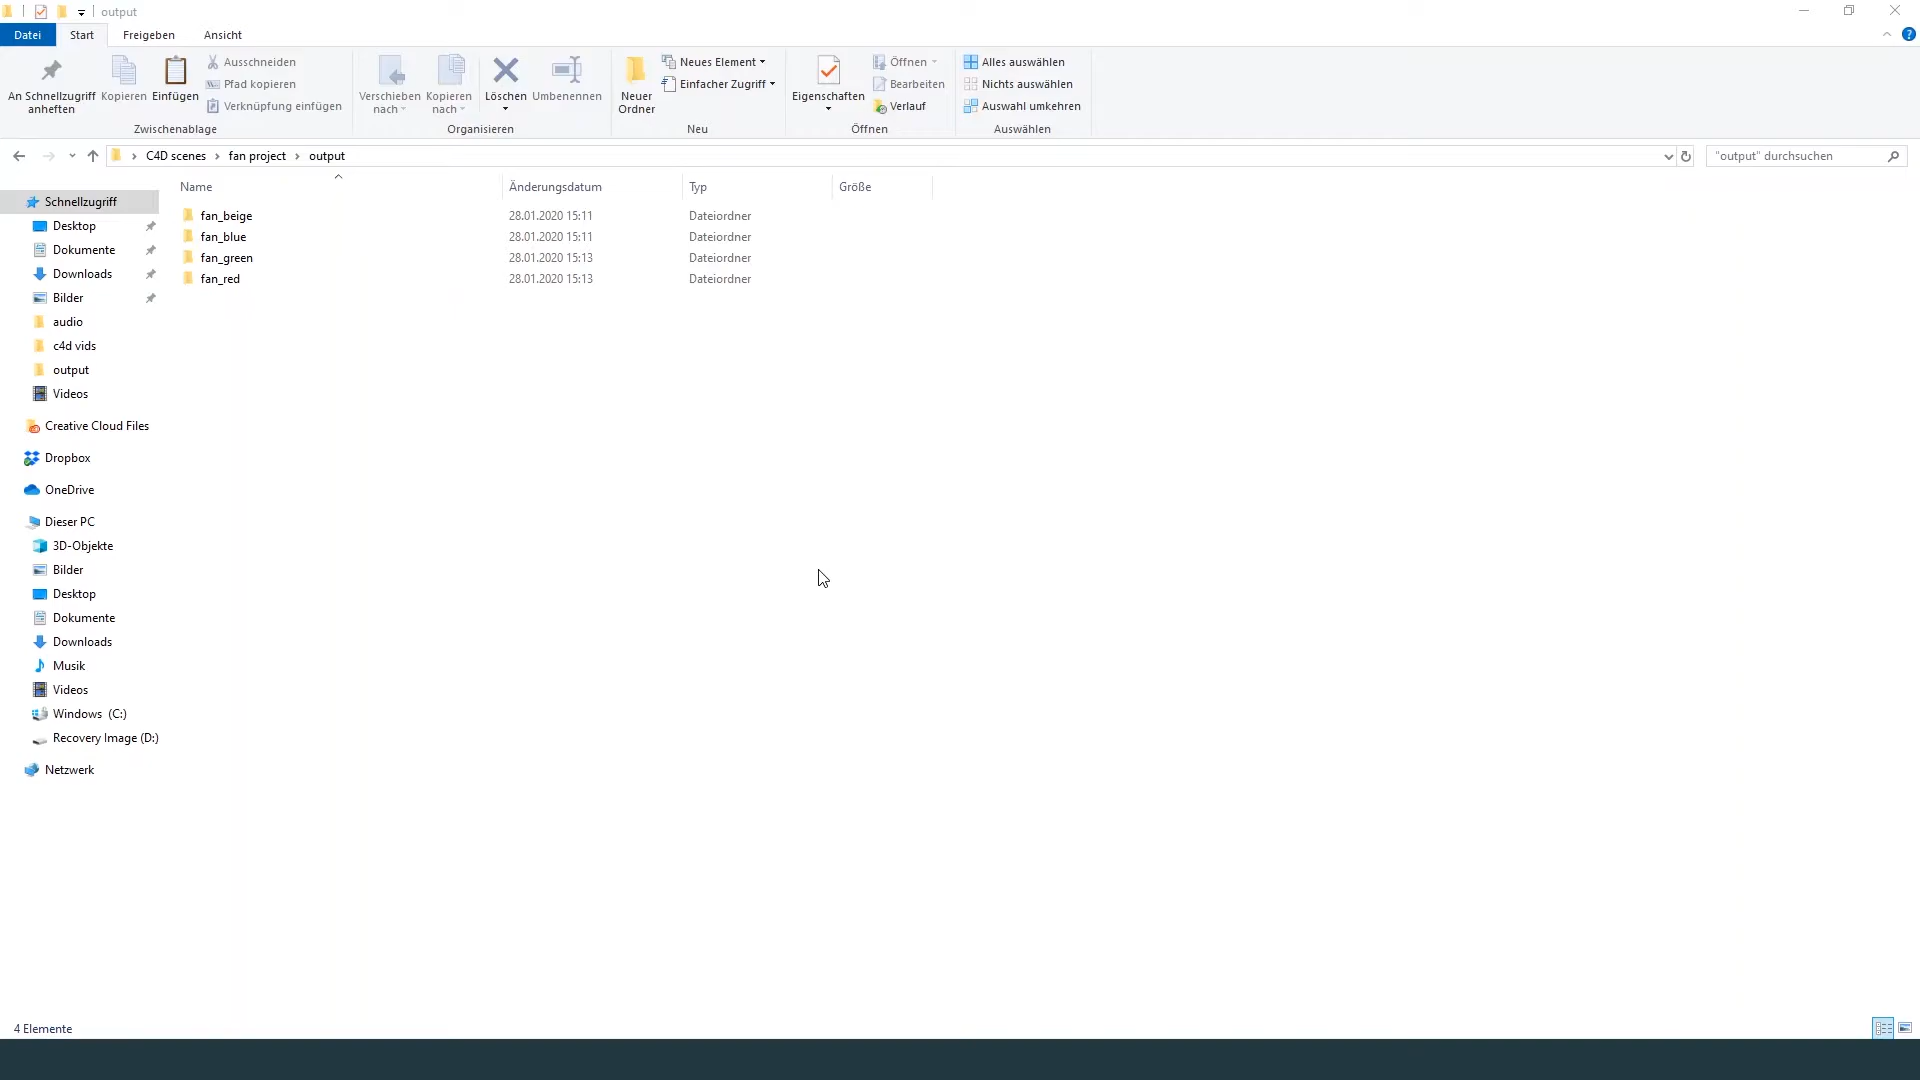 output
Datei Start Freigeben Ansicht
?
An Schnellzugriff anheften
Kopieren
Einfügen
Ausschneiden
Pfad kopieren
Verknüpfung einfügen
Zwischenablage
Verschieben nach
Kopieren nach
Löschen
Umbenennen
Organisieren
Neuer Ordner
Neues Element
Einfacher Zugriff
Neu
Eigenschaften
Öffnen
Bearbeiten
Verlauf
Öffnen
Alles auswählen
Nichts auswählen
Auswahl umkehren
Auswählen
C4D scenes › fan project › output
"output" durchsuchen
Schnellzugriff
Desktop
Dokumente
Downloads
Bilder
audio
c4d vids
output
Videos
Creative Cloud Files
Dropbox
OneDrive
Dieser PC
3D-Objekte
Bilder
Desktop
Dokumente
Downloads
Musik
Videos
Windows (C:)
Recovery Image (D:)
Netzwerk
Name Änderungsdatum Typ Größe
fan_beige 28.01.2020 15:11 Dateiordner
fan_blue 28.01.2020 15:11 Dateiordner
fan_green 28.01.2020 15:13 Dateiordner
fan_red 28.01.2020 15:13 Dateiordner
4 Elemente